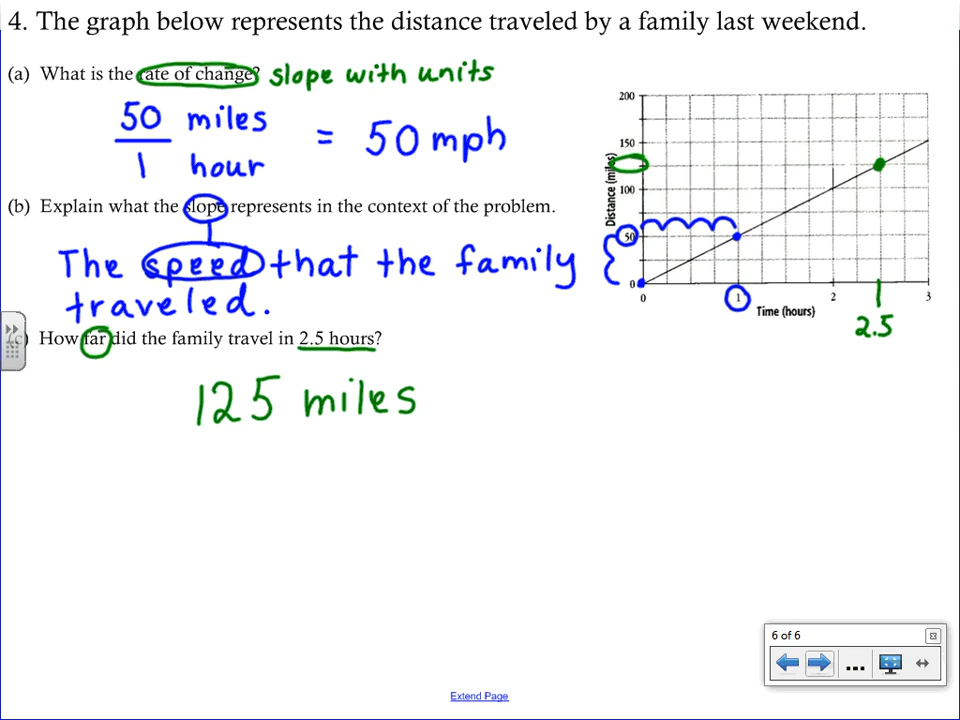 4. The graph below represents the distance traveled by a family last weekend.
(a) What is the rate of change? slope with units
50 miles
1 hour
= 50 mph
(b) Explain what the slope represents in the context of the problem.
The speed that the family
traveled.
(c) How far did the family travel in 2.5 hours?
125 miles
Distance (miles)
200
150
100
50
0
0 1 2 3
Time (hours)
2.5
6 of 6
...
Extend Page